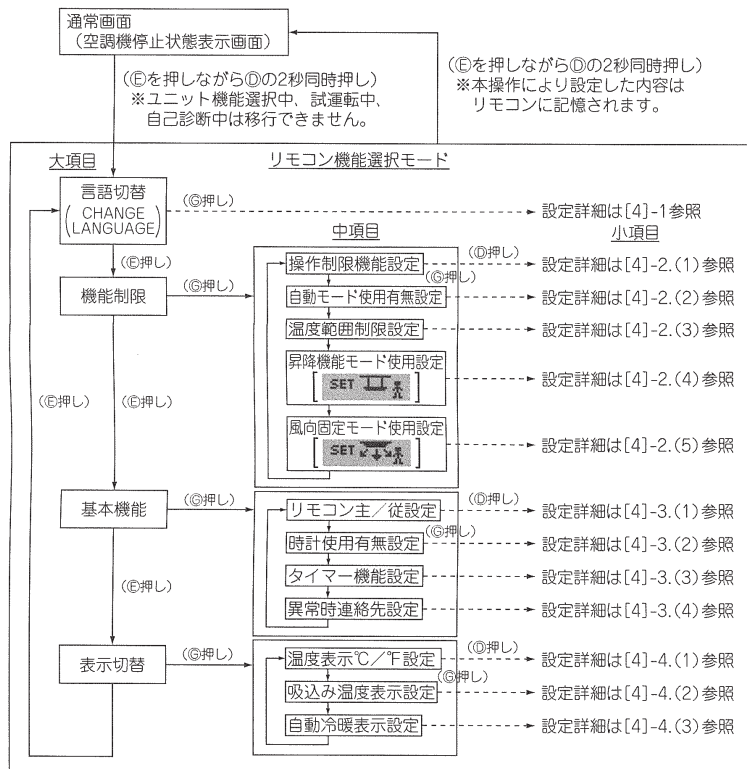 通常画面
（空調機停止状態表示画面）
（Ⓔを押しながらⒹの2秒同時押し）
※ユニット機能選択中、試運転中、
自己診断中は移行できません。
（Ⓔを押しながらⒹの2秒同時押し）
※本操作により設定した内容は
リモコンに記憶されます。
大項目
リモコン機能選択モード
言語切替
（CHANGE
LANGUAGE）
（Ⓖ押し）
設定詳細は[4]-1参照
（Ⓔ押し）
中項目
小項目
機能制限
（Ⓖ押し）
操作制限機能設定
（Ⓓ押し）
設定詳細は[4]-2.(1)参照
（Ⓖ押し）
自動モード使用有無設定
設定詳細は[4]-2.(2)参照
温度範囲制限設定
設定詳細は[4]-2.(3)参照
昇降機能モード使用設定
SET
設定詳細は[4]-2.(4)参照
（Ⓔ押し）
（Ⓔ押し）
風向固定モード使用設定
SET
設定詳細は[4]-2.(5)参照
基本機能
（Ⓖ押し）
リモコン主／従設定
（Ⓓ押し）
設定詳細は[4]-3.(1)参照
（Ⓖ押し）
時計使用有無設定
設定詳細は[4]-3.(2)参照
タイマー機能設定
設定詳細は[4]-3.(3)参照
異常時連絡先設定
設定詳細は[4]-3.(4)参照
（Ⓔ押し）
表示切替
（Ⓖ押し）
温度表示℃／℉設定
（Ⓓ押し）
設定詳細は[4]-4.(1)参照
（Ⓖ押し）
吸込み温度表示設定
設定詳細は[4]-4.(2)参照
自動冷暖表示設定
設定詳細は[4]-4.(3)参照